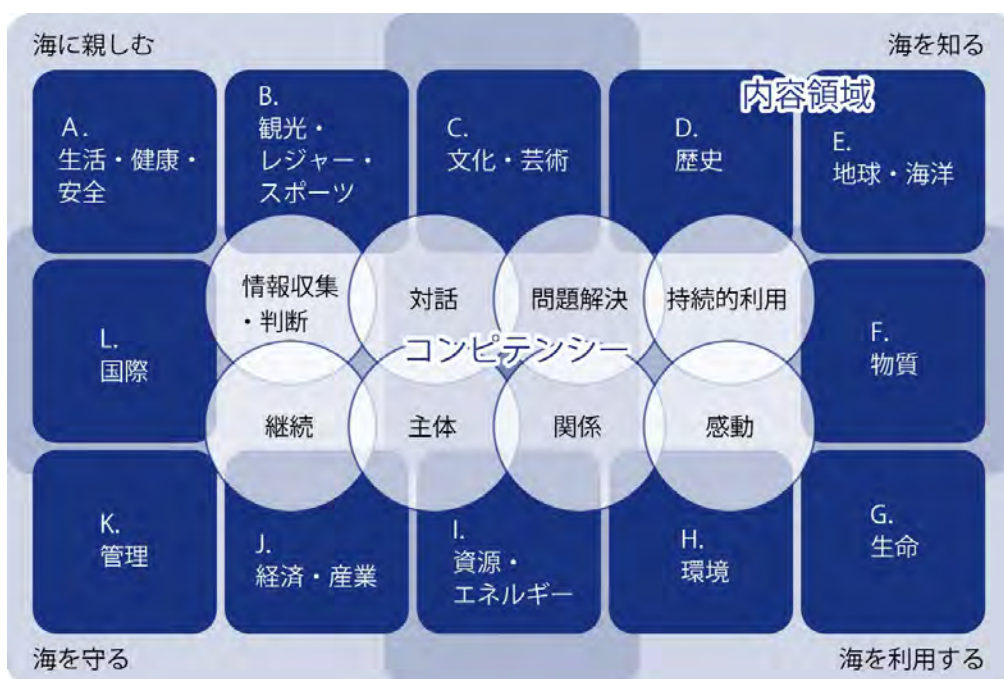 海に親しむ
海を知る
内容領域
A.
生活・健康・
安全
B.
観光・
レジャー・
スポーツ
C.
文化・芸術
D.
歴史
E.
地球・海洋
情報収集
・判断
対話
問題解決
持続的利用
コンピテンシー
L.
国際
F.
物質
継続
主体
関係
感動
K.
管理
J.
経済・産業
I.
資源・
エネルギー
H.
環境
G.
生命
海を守る
海を利用する